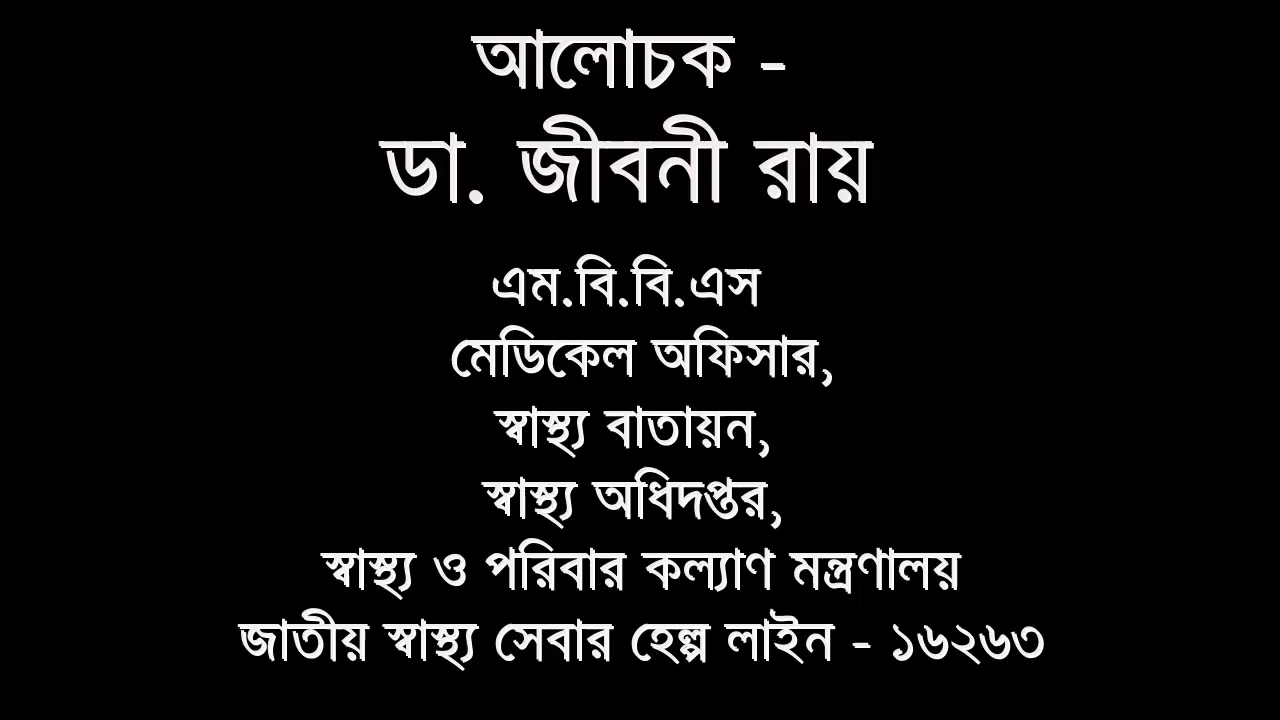 আলোচক -
ডা. জীবনী রায়
এম.বি.বি.এস
মেডিকেল অফিসার,
স্বাস্থ্য বাতায়ন,
স্বাস্থ্য অধিদপ্তর,
স্বাস্থ্য ও পরিবার কল্যাণ মন্ত্রণালয়
জাতীয় স্বাস্থ্য সেবার হেল্প লাইন - ১৬২৬৩